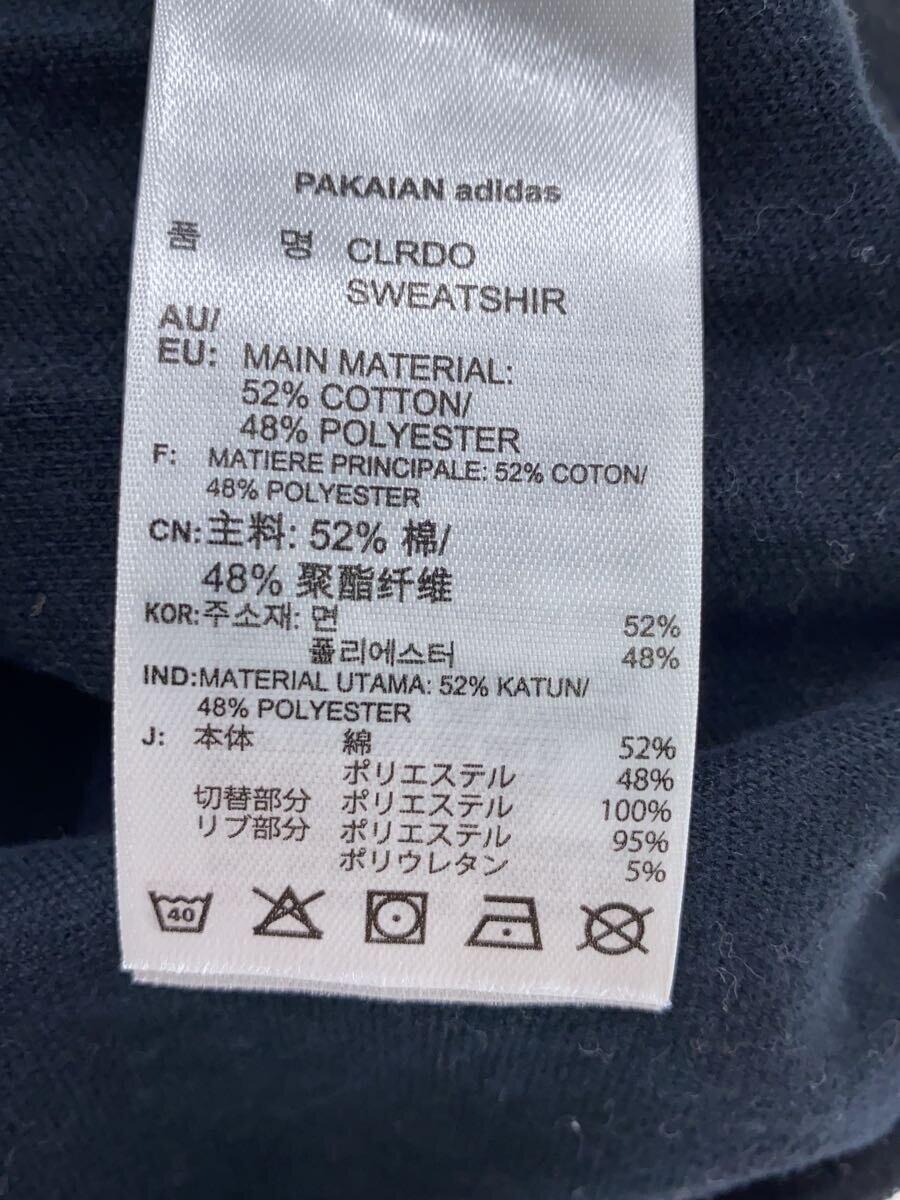 PAKAIAN adidas
품 명 CLRDO
SWEATSHIR
AU/
EU: MAIN MATERIAL:
52% COTTON/
48% POLYESTER
F: MATIERE PRINCIPALE: 52% COTON/
48% POLYESTER
CN: 主料: 52% 棉/
48% 聚酯纤维
KOR: 주소재: 면 52%
폴리에스터 48%
IND: MATERIAL UTAMA: 52% KATUN/
48% POLYESTER
J: 本体 綿 52%
ポリエステル 48%
切替部分 ポリエステル 100%
リブ部分 ポリエステル 95%
ポリウレタン 5%
40